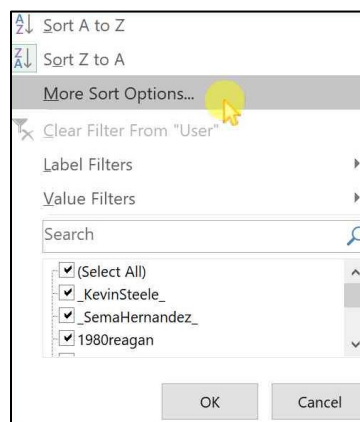 Sort A to Z
Sort Z to A
More Sort Options...
Clear Filter From "User"
Label Filters
Value Filters
Search
(Select All)
_KevinSteele_
_SemaHernandez_
1980reagan
OK Cancel